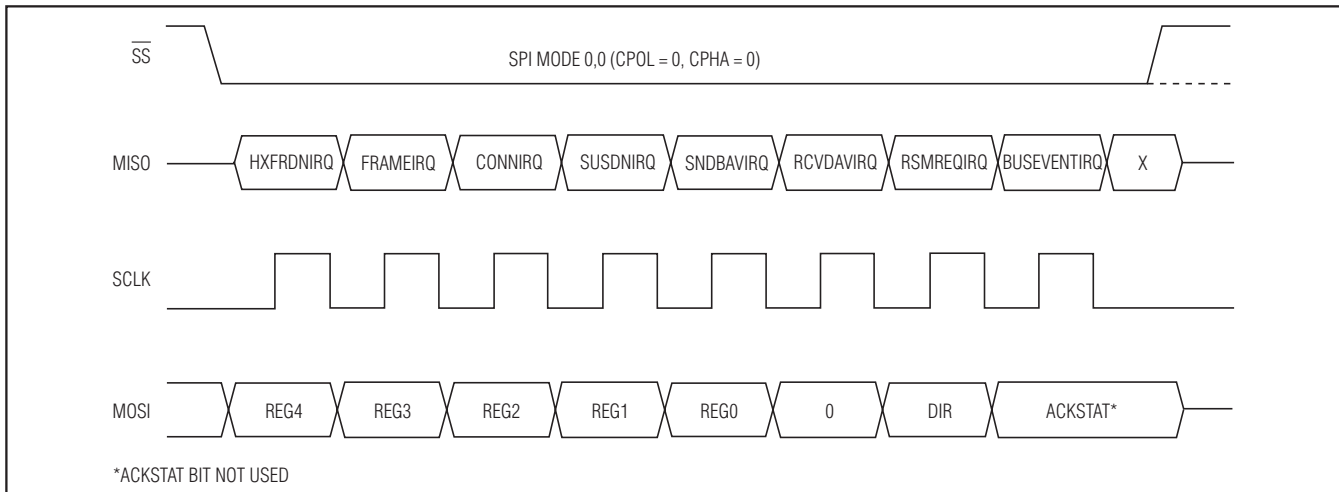 SS
SPI MODE 0,0 (CPOL = 0, CPHA = 0)
MISO
HXFRDNIRQ
FRAMEIRQ
CONNIRQ
SUSDNIRQ
SNDBAVIRQ
RCVDAVIRQ
RSMREQIRQ
BUSEVENTIRQ
X
SCLK
MOSI
REG4
REG3
REG2
REG1
REG0
0
DIR
ACKSTAT*
*ACKSTAT BIT NOT USED